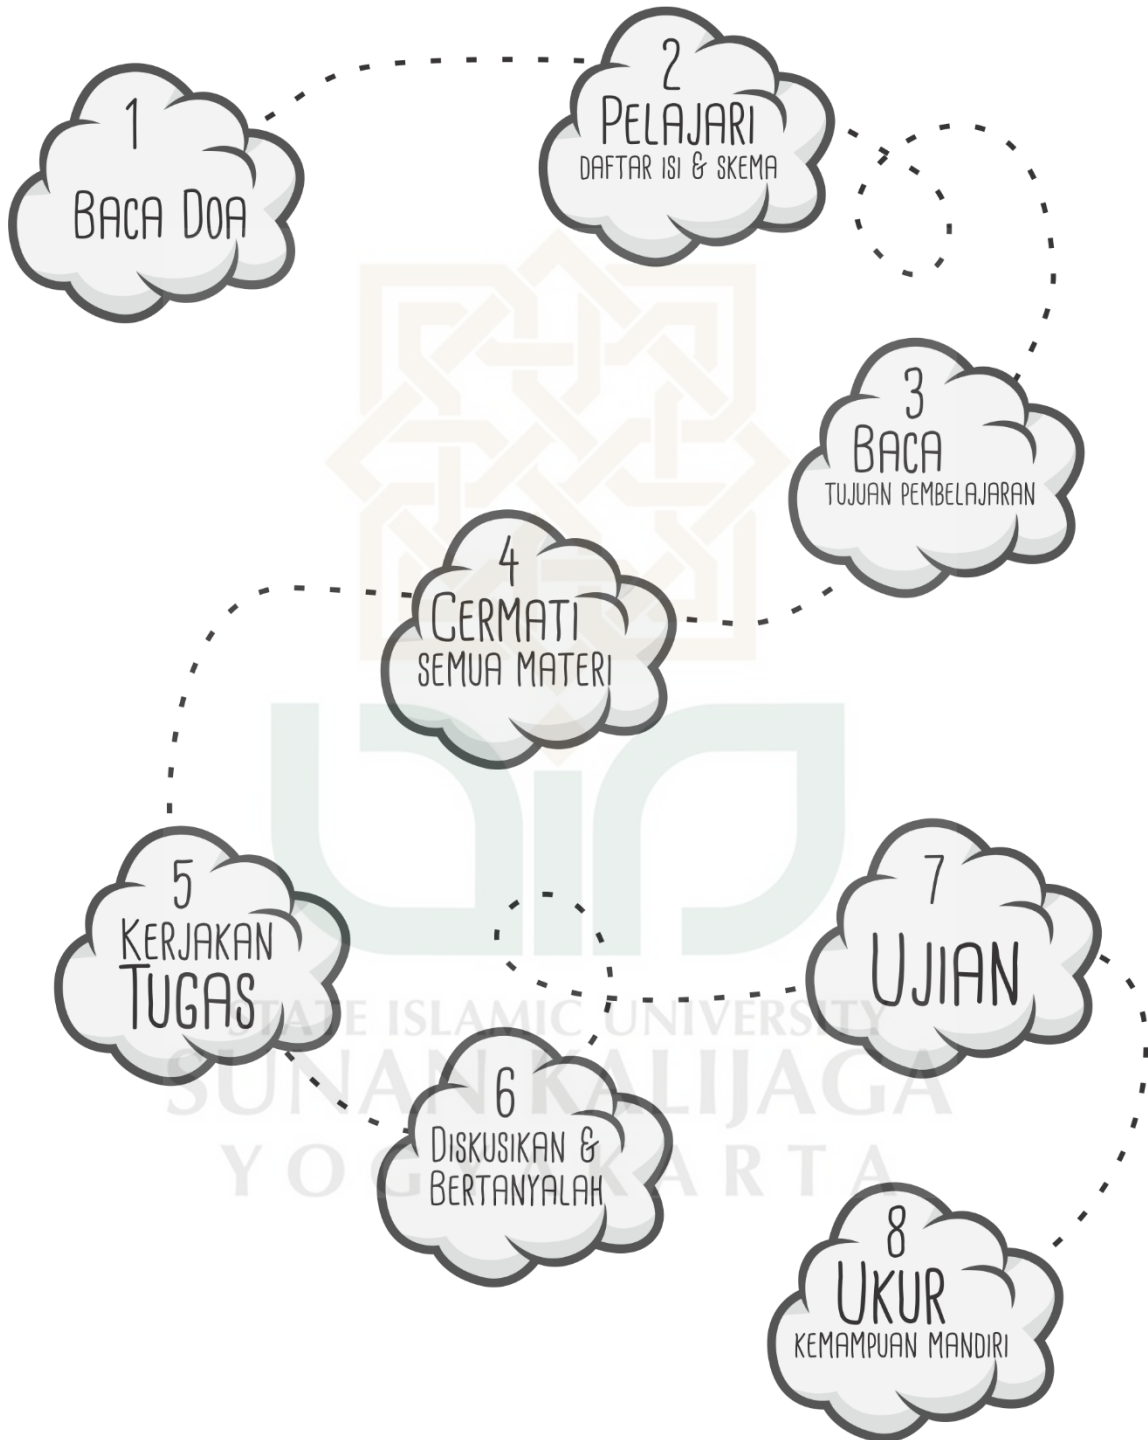 1
BACA DOA
2
PELAJARI
DAFTAR ISI & SKEMA
3
BACA
TUJUAN PEMBELAJARAN
4
CERMATI
SEMUA MATERI
5
KERJAKAN
TUGAS
6
DISKUSIKAN &
BERTANYALAH
7
UJIAN
8
UKUR
KEMAMPUAN MANDIRI
STATE ISLAMIC UNIVERSITY
SUNAN KALIJAGA
YOGYAKARTA